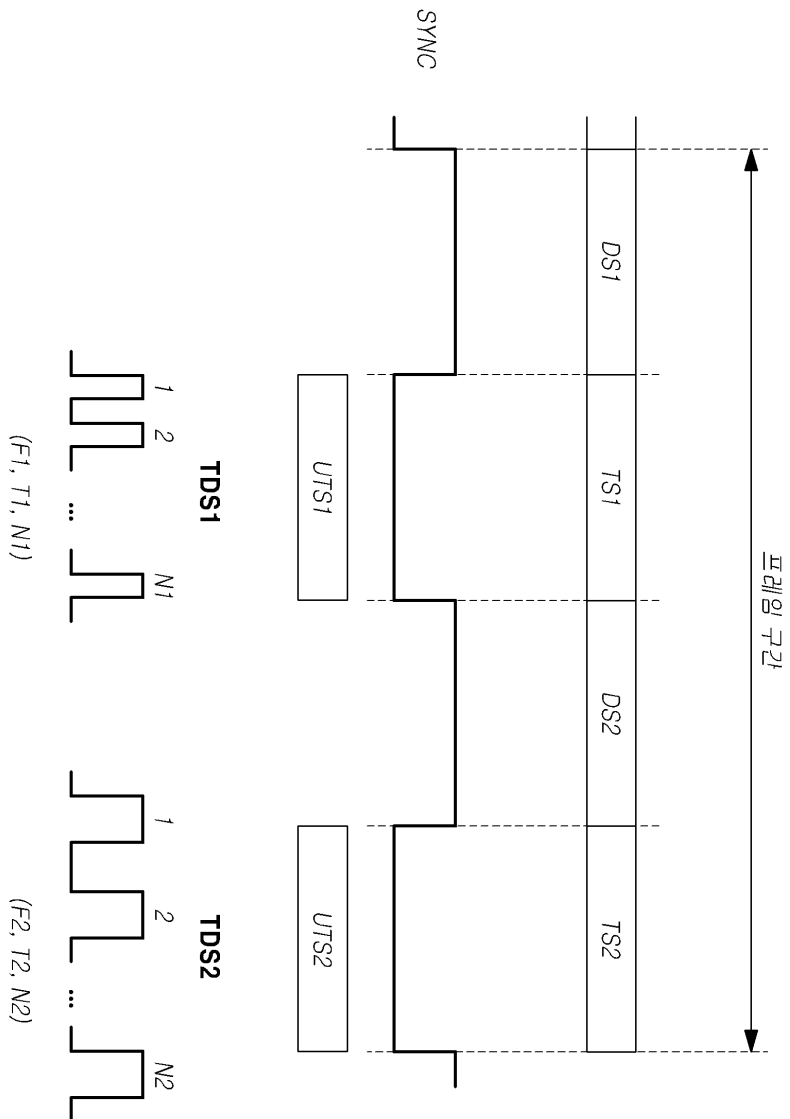 프레임 구간
DS1 TS1 DS2 TS2
SYNC
UTS1 UTS2
TDS1 TDS2
1 2 N1 1 2 N2
... ...
(F1, T1, N1) (F2, T2, N2)